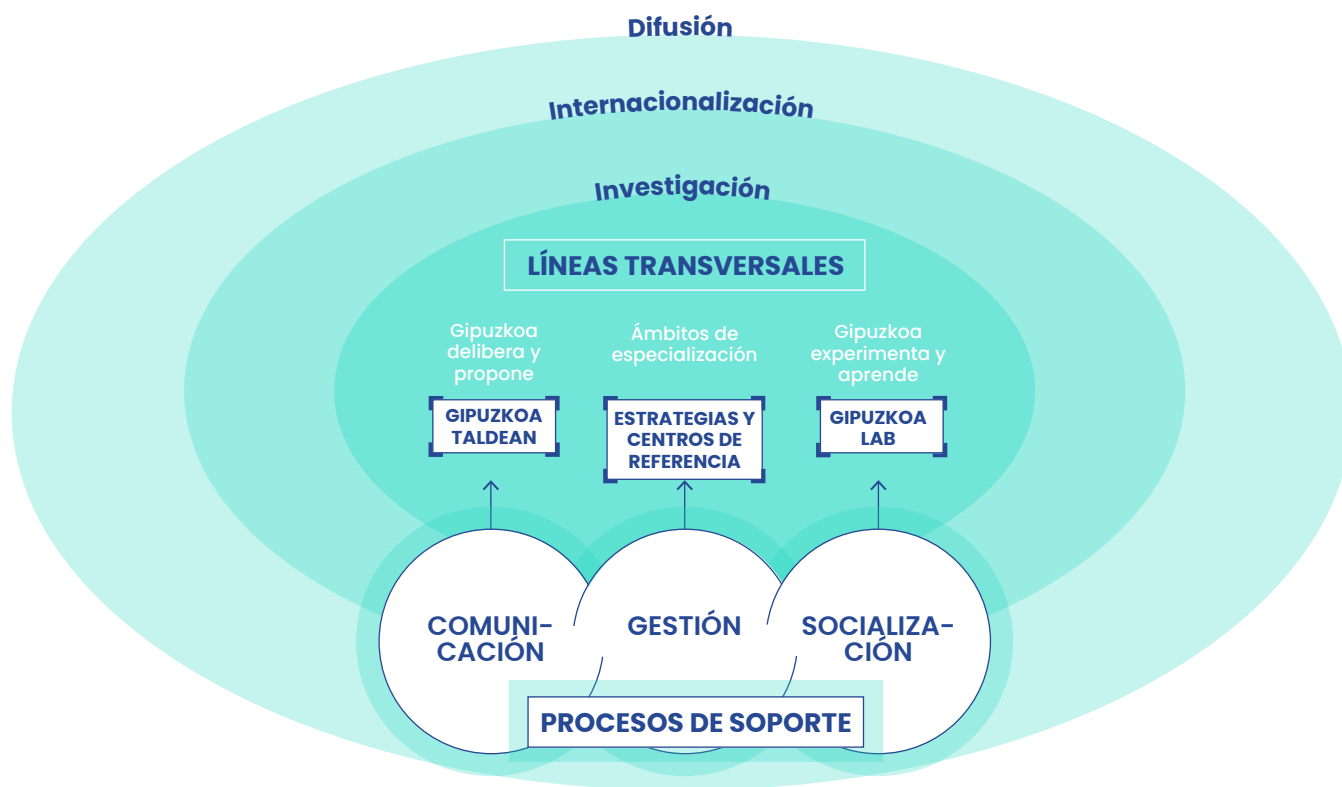 Difusión
Internacionalización
Investigación
LÍNEAS TRANSVERSALES
Gipuzkoa
delibera y
propone
GIPUZKOA
TALDEAN
Ámbitos de
especialización
ESTRATEGIAS Y
CENTROS DE
REFERENCIA
Gipuzkoa
experimenta y
aprende
GIPUZKOA
LAB
COMUNI-
CACIÓN
GESTIÓN
SOCIALIZA-
CIÓN
PROCESOS DE SOPORTE